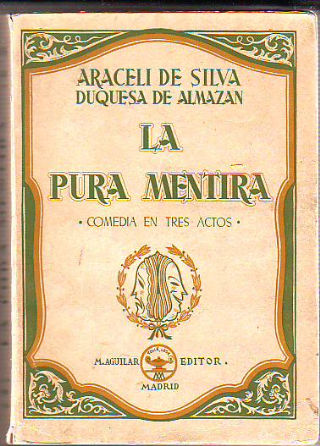 ARACELI DE SILVA
DUQUESA DE ALMAZAN
LA
PURA MENTIRA
· COMEDIA EN TRES ACTOS ·
M. AGUILAR EDITOR.
MADRID